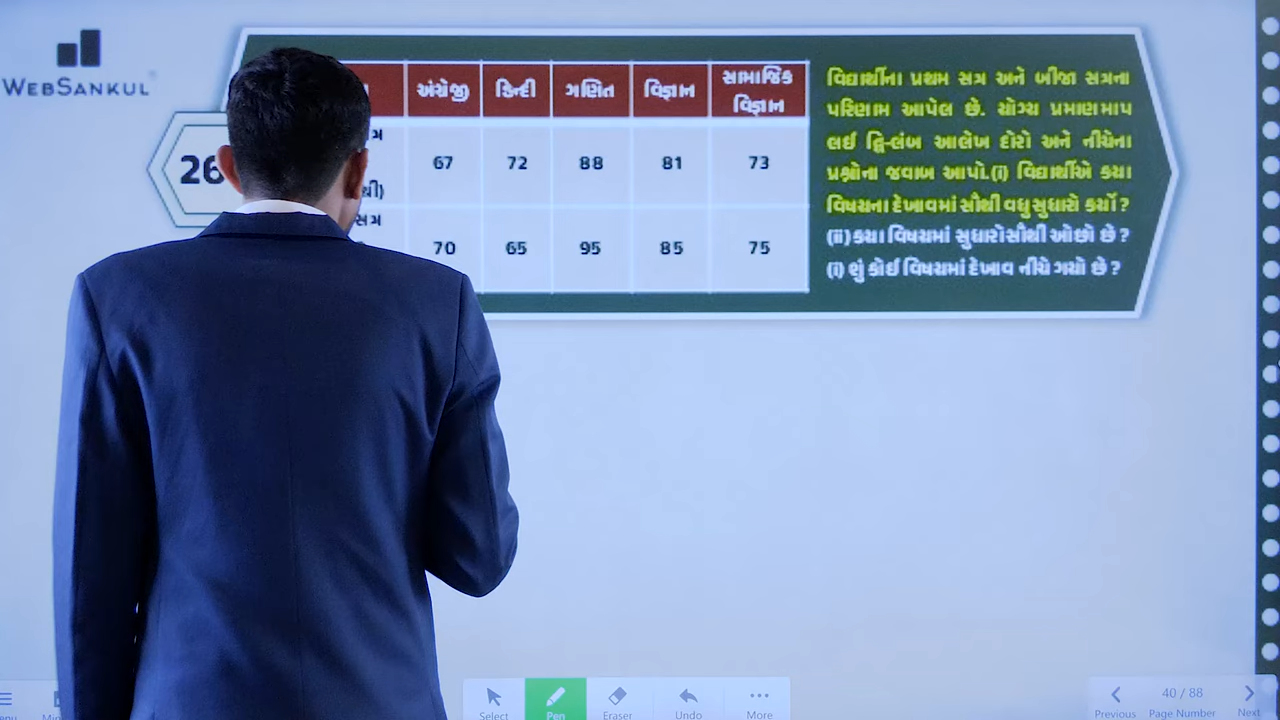 WEBSANKUL
અંગ્રેજી હિન્દી ગણિત વિજ્ઞાન સામાજિક વિજ્ઞાન
26
67 72 88 81 73
સત્ર
70 65 95 85 75
વિદ્યાર્થીના પ્રથમ સત્ર અને બીજા સત્રના
પરિણામ આપેલ છે. યોગ્ય પ્રમાણમાપ
લઈ દ્વિ-લંબ આલેખ દોરો અને નીચેના
પ્રશ્નોના જવાબ આપો.(i) વિદ્યાર્થીએ કયા
વિષયના દેખાવમાં સૌથી વધુ સુધારો કર્યો ?
(ii) કયા વિષયમાં સુધારો સૌથી ઓછો છે ?
(i) શું કોઈ વિષયમાં દેખાવ નીચે ગયો છે ?
Select Pen Eraser Undo More
Previous 40 / 88 Page Number Next